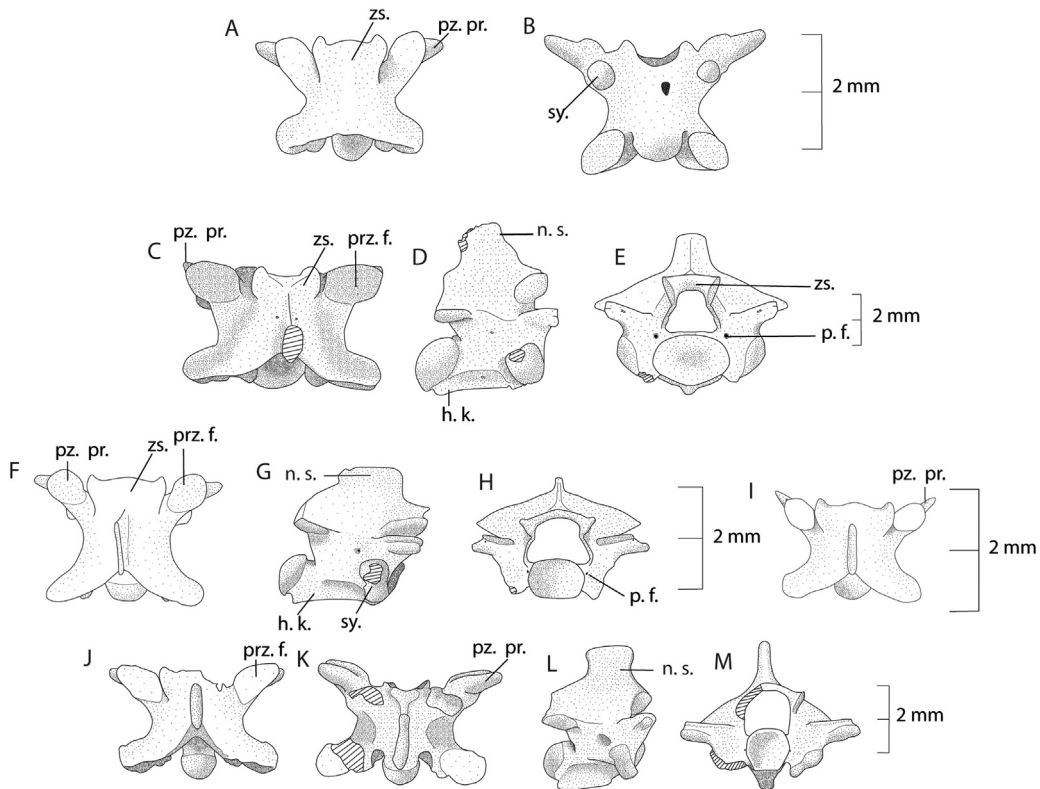 A zs. pz. pr. B
sy. 2 mm
C pz. pr. zs. prz. f. D n. s. E
zs.
2 mm
p. f.
h. k.
F pz. pr. zs. prz. f. G n. s. H I pz. pr.
2 mm 2 mm
p. f.
h. k. sy.
J prz. f. K pz. pr. L n. s. M
2 mm